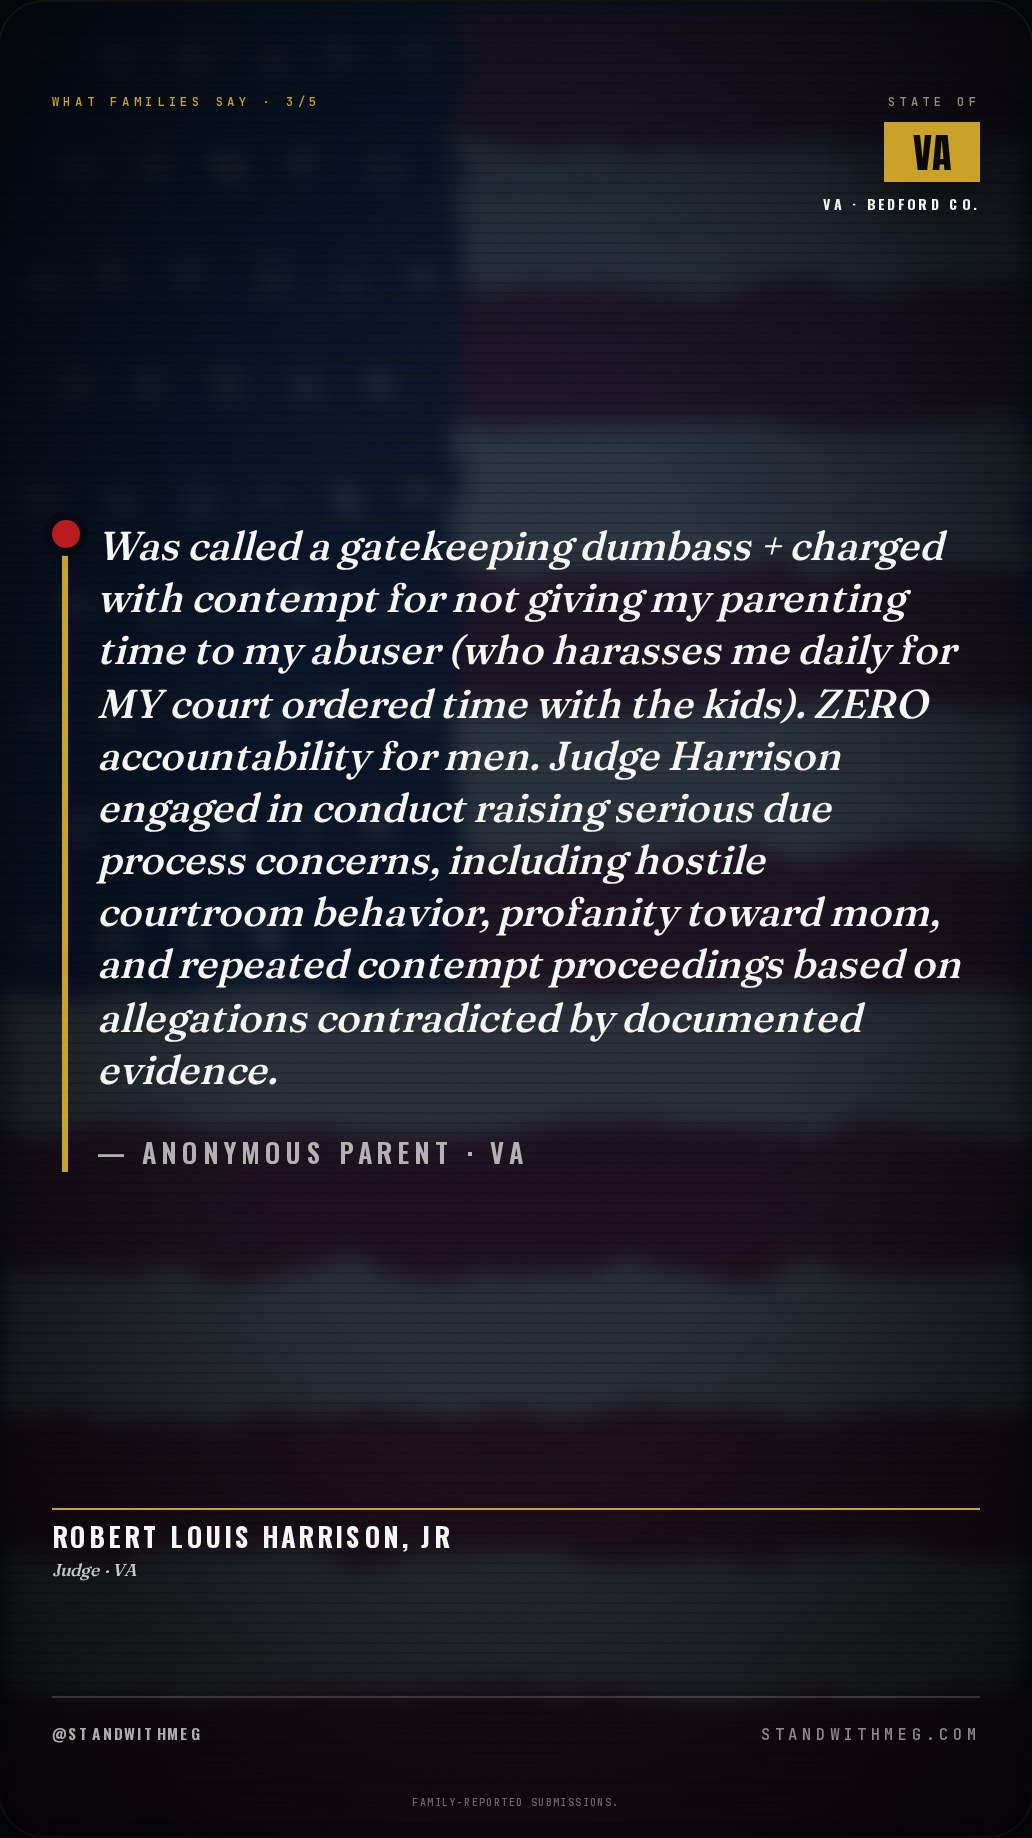 WHAT FAMILIES SAY · 3/5
STATE OF
VA
VA · BEDFORD CO.
Was called a gatekeeping dumbass + charged
with contempt for not giving my parenting
time to my abuser (who harasses me daily for
MY court ordered time with the kids). ZERO
accountability for men. Judge Harrison
engaged in conduct raising serious due
process concerns, including hostile
courtroom behavior, profanity toward mom,
and repeated contempt proceedings based on
allegations contradicted by documented
evidence.
— ANONYMOUS PARENT · VA
ROBERT LOUIS HARRISON, JR
Judge · VA
@STANDWITHMEG
STANDWITHMEG.COM
FAMILY-REPORTED SUBMISSIONS.